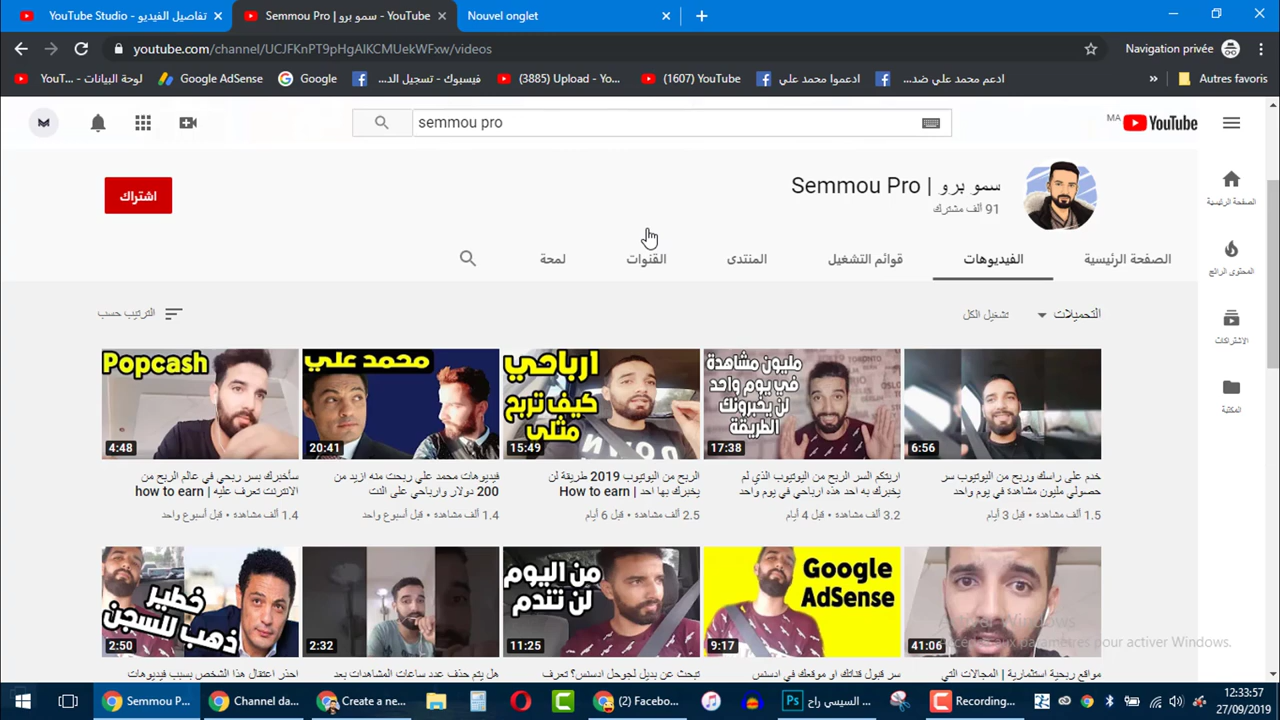 YouTube Studio - تفاصيل الفيديو
Semmou Pro | سمو برو - YouTube
Nouvel onglet
youtube.com/channel/UCJFKnPT9pHgAlKCMUekWFxw/videos
Navigation privée
YouT... - لوحة البيانات
Google AdSense
Google
فيسبوك - تسجيل الد...
(3885) Upload - Yo...
(1607) YouTube
ادعموا محمد علي
ادعم محمد علي ضد...
»
Autres favoris
semmou pro
YouTube MA
اشتراك
Semmou Pro | سمو برو
91 ألف مشترك
الصفحة الرئيسية
الفيديوهات
قوائم التشغيل
المنتدى
القنوات
لمحة
الصفحة الرئيسية
المحتوى الرائج
الاشتراكات
المكتبة
التحميلات
تشغيل الكل
الترتيب حسب
6:56
خدم على راسك وربح من اليوتيوب سر
حصولي مليون مشاهدة في يوم واحد
1.5 ألف مشاهدة • قبل 3 أيام
مليون مشاهدة
في يوم واحد
لن يخبرونك
الطريقة
17:38
اريتكم السر الربح من اليوتيوب الذي لم
يخبرك به احد هذه ارباحي في يوم واحد
3.2 ألف مشاهدة • قبل 4 أيام
ارباحي
كيف تربح
مثلي
15:49
الربح من اليوتيوب 2019 طريقة لن
يخبرك بها احد | How to earn
2.5 ألف مشاهدة • قبل 6 أيام
محمد علي
20:41
فيديوهات محمد علي ربحت منه ازيد من
200 دولار وارباحي على النت
1.4 ألف مشاهدة • قبل أسبوع واحد
Popcash
4:48
سأخبرك بسر ربحي في عالم الربح من
الانترنت تعرف عليه | how to earn
1.4 ألف مشاهدة • قبل أسبوع واحد
41:06
مواقع ربحية استثمارية | المجالات التي
Google
AdSense
9:17
سر قبول قناتك او موقعك في ادسنس
من اليوم
لن تندم
11:25
تبحث عن بديل لجوجل ادسنس؟ تعرف
2:32
هل يتم حذف عدد ساعات المشاهدات بعد
خطير
ذهب للسجن
2:50
احذر اعتقال هذا الشخص بسبب فيديوهات
Activer Windows
aux paramètres pour activer Windows.
Semmou P...
Channel da...
Create a ne...
(2) Facebo...
السيسي راح ...
Recording...
12:33:57
27/09/2019